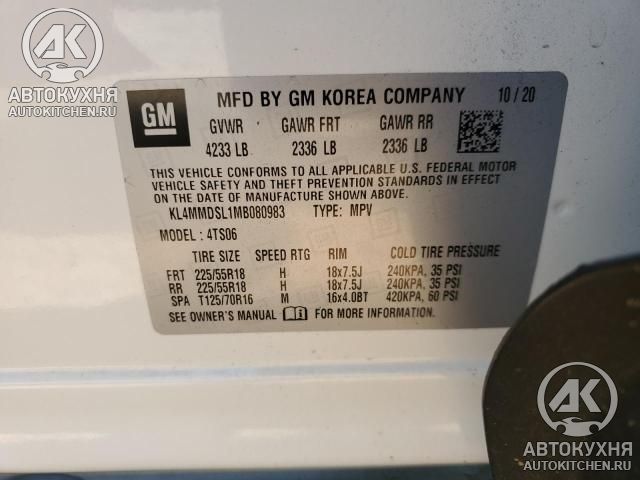 АВТОКУХНЯ
AUTOKITCHEN.RU
GM
MFD BY GM KOREA COMPANY 10/20
GVWR GAWR FRT GAWR RR
4233 LB 2336 LB 2336 LB
THIS VEHICLE CONFORMS TO ALL APPLICABLE U.S. FEDERAL MOTOR
VEHICLE SAFETY AND THEFT PREVENTION STANDARDS IN EFFECT
ON THE DATE OF MANUFACTURE SHOWN ABOVE.
KL4MMDSL1MB080983 TYPE: MPV
MODEL: 4TS06
TIRE SIZE SPEED RTG RIM COLD TIRE PRESSURE
FRT 225/55R18 H 18x7.5J 240KPA, 35 PSI
RR 225/55R18 H 18x7.5J 240KPA, 35 PSI
SPA T125/70R16 M 16x4.0BT 420KPA, 60 PSI
SEE OWNER'S MANUAL FOR MORE INFORMATION
АВТОКУХНЯ
AUTOKITCHEN.RU